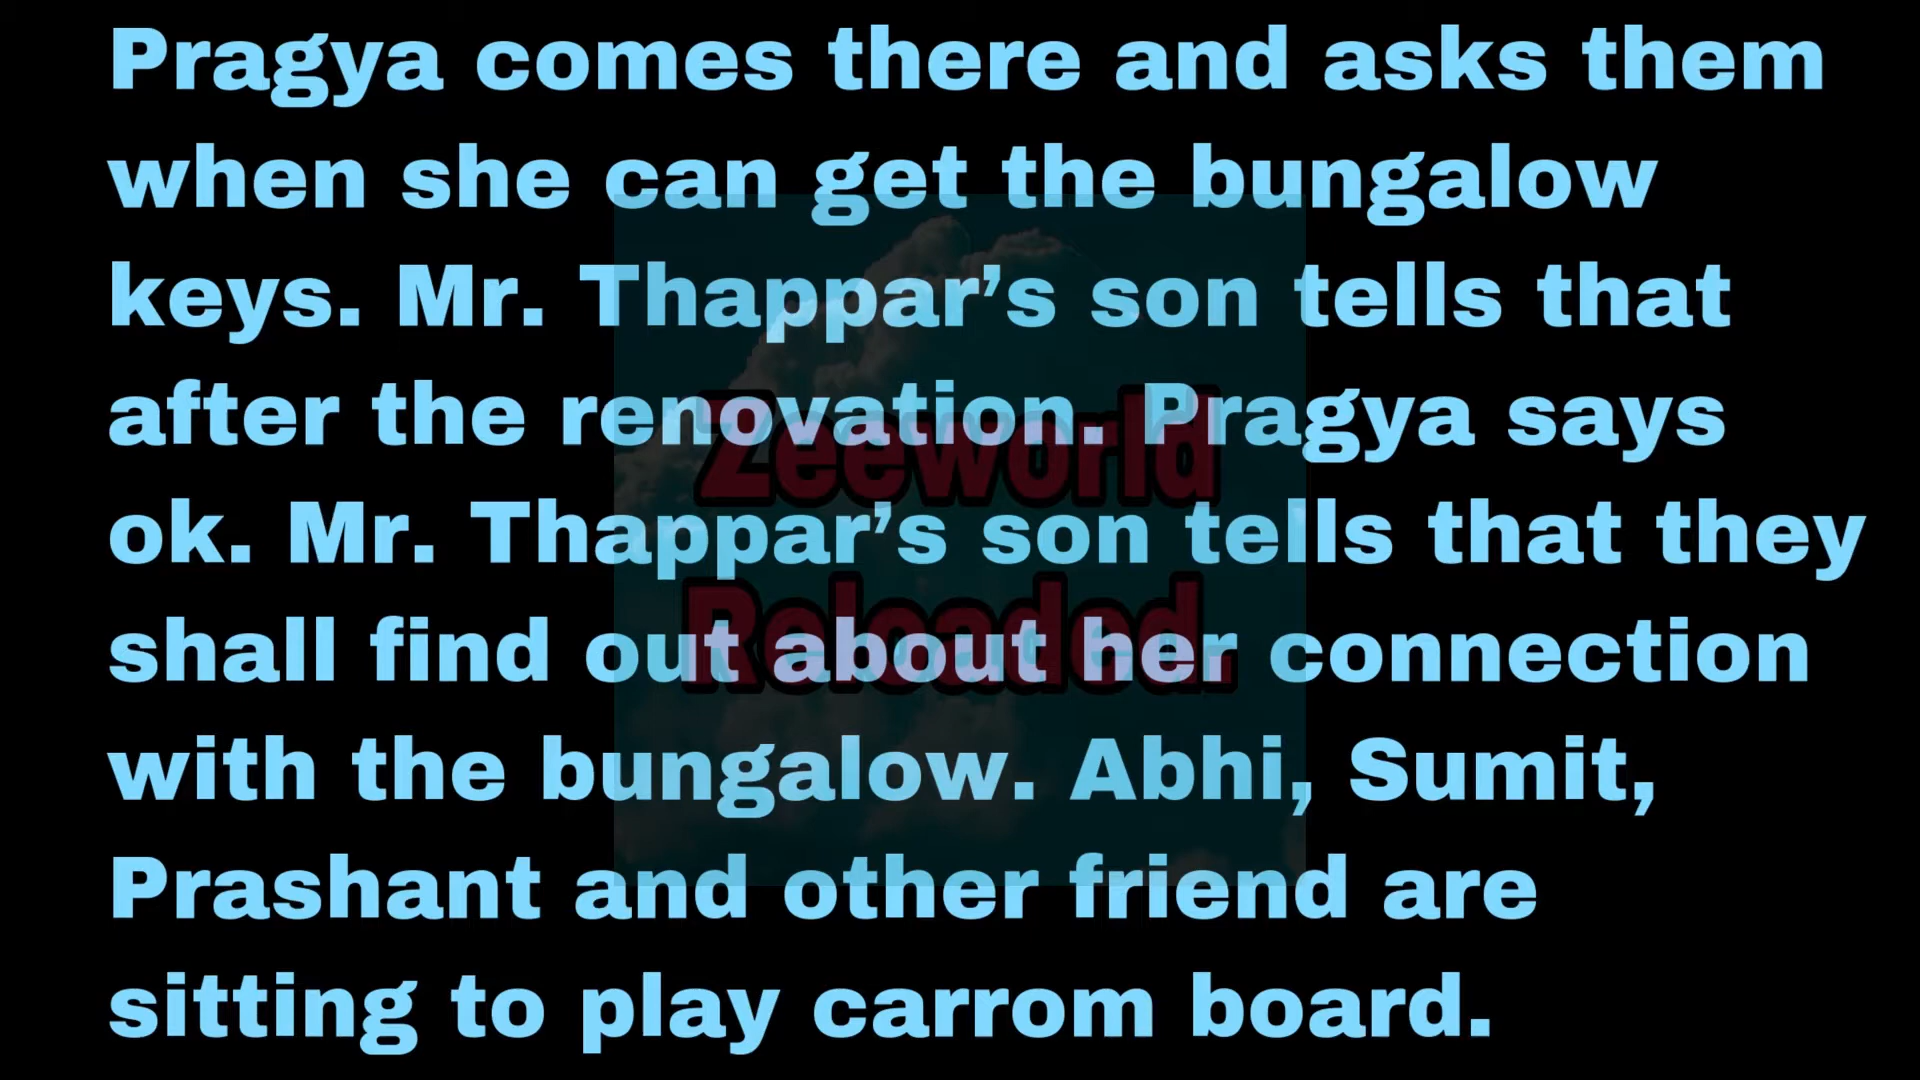 Pragya comes there and asks them
when she can get the bungalow
keys. Mr. Thappar’s son tells that
after the renovation. Pragya says
ok. Mr. Thappar’s son tells that they
shall find out about her connection
with the bungalow. Abhi, Sumit,
Prashant and other friend are
sitting to play carrom board.
Zeeworld
Reloaded.